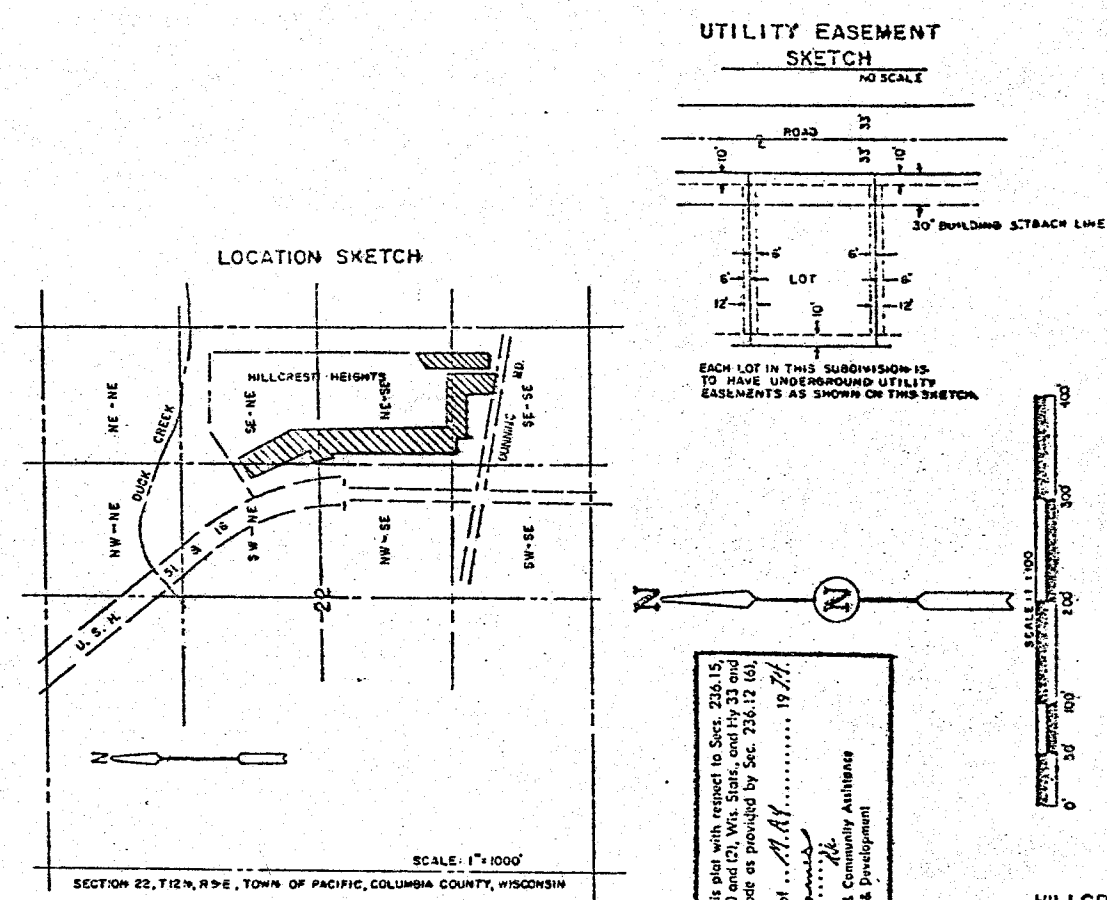 UTILITY EASEMENT
SKETCH
NO SCALE
ROAD
33'
33'
10'
10'
30' BUILDING SETBACK LINE
6'
6'
6'
LOT
6'
12'
12'
10'
EACH LOT IN THIS SUBDIVISION IS
TO HAVE UNDERGROUND UTILITY
EASEMENTS AS SHOWN ON THIS SKETCH.
LOCATION SKETCH
HILLCREST HEIGHTS
NE-NE
SE-NE
NE-SE
SE-SE
RD.
DUNNING
DUCK CREEK
NW-NE
SW-NE
NW-SE
SW-SE
U. S. H. 51 & 16
22
N
SCALE: 1"=1000'
SECTION 22, T12N, R9E, TOWN OF PACIFIC, COLUMBIA COUNTY, WISCONSIN
N
N
SCALE: 1" = 100'
0'
50'
100'
200'
300'
400'
is plat with respect to Secs. 236.15,
) and (2), Wis. Stats., and Hy 33 and
ode as provided by Sec. 236.12 (6),
MAY 1974
Community Assistance
& Development